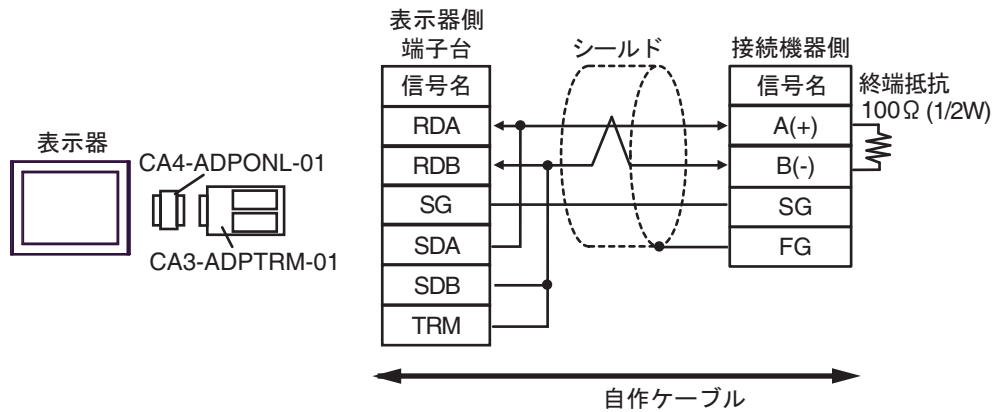 表示器
CA4-ADPONL-01
CA3-ADPTRM-01
表示器側
端子台
信号名
RDA
RDB
SG
SDA
SDB
TRM
シールド
接続機器側
信号名
A(+)
B(-)
SG
FG
終端抵抗
100Ω (1/2W)
自作ケーブル